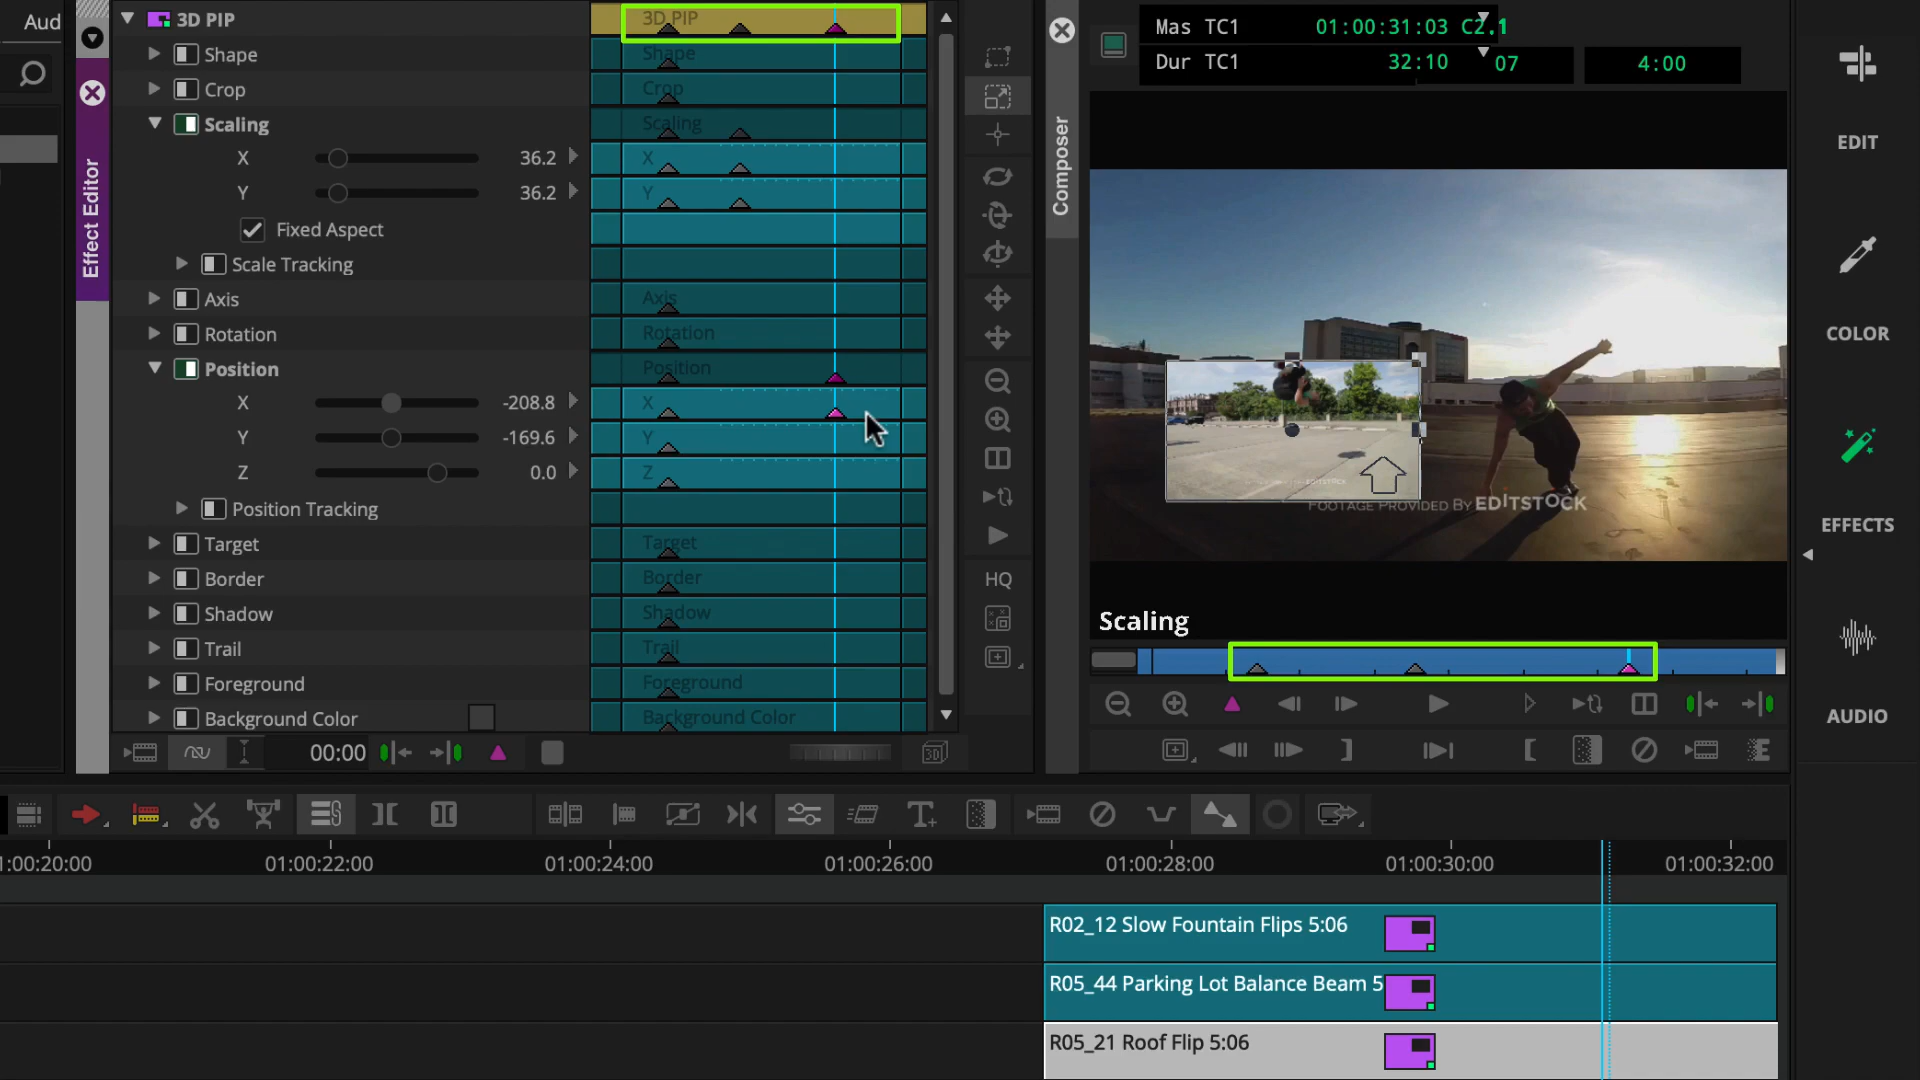 Aud
Effect Editor
3D PIP
Shape
Crop
Scaling
X 36.2
Y 36.2
Fixed Aspect
Scale Tracking
Axis
Rotation
Position
X -208.8
Y -169.6
Z 0.0
Position Tracking
Target
Border
Shadow
Trail
Foreground
Background Color
00:00
3D PIP
Shape
Crop
Scaling
X
Y
Axis
Rotation
Position
X
Y
Z
Target
Border
Shadow
Trail
Foreground
Background Color
3D
HQ
Composer
Mas TC1 01:00:31:03 C2.1
Dur TC1 32:10 07 4:00
FOOTAGE PROVIDED BY EDITSTOCK
Scaling
EDIT
COLOR
EFFECTS
AUDIO
1:00:20:00 01:00:22:00 01:00:24:00 01:00:26:00 01:00:28:00 01:00:30:00 01:00:32:00
R02_12 Slow Fountain Flips 5:06
R05_44 Parking Lot Balance Beam 5
R05_21 Roof Flip 5:06